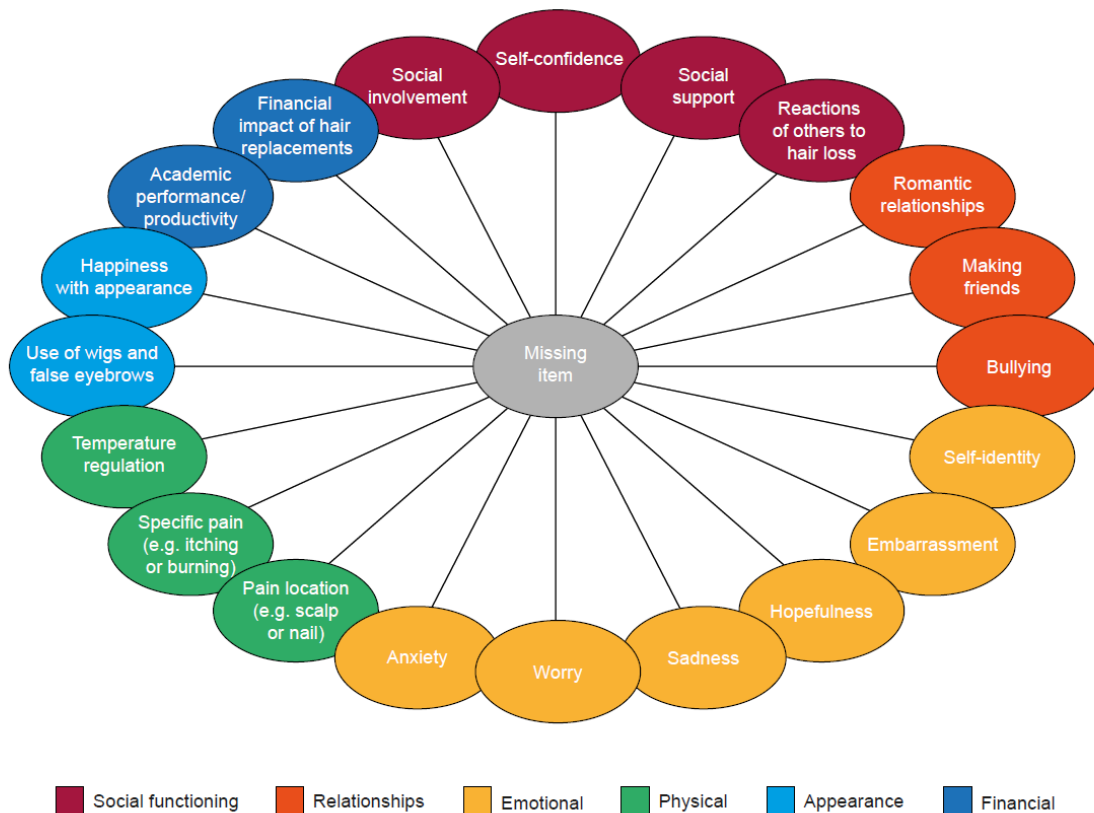 Self-confidence
Social
involvement
Social
support
Financial
impact of hair
replacements
Reactions
of others to
hair loss
Academic
performance/
productivity
Romantic
relationships
Happiness
with appearance
Making
friends
Use of wigs and
false eyebrows
Missing
item
Bullying
Temperature
regulation
Self-identity
Specific pain
(e.g. itching
or burning)
Embarrassment
Pain location
(e.g. scalp
or nail)
Hopefulness
Anxiety
Worry
Sadness
Social functioning
Relationships
Emotional
Physical
Appearance
Financial